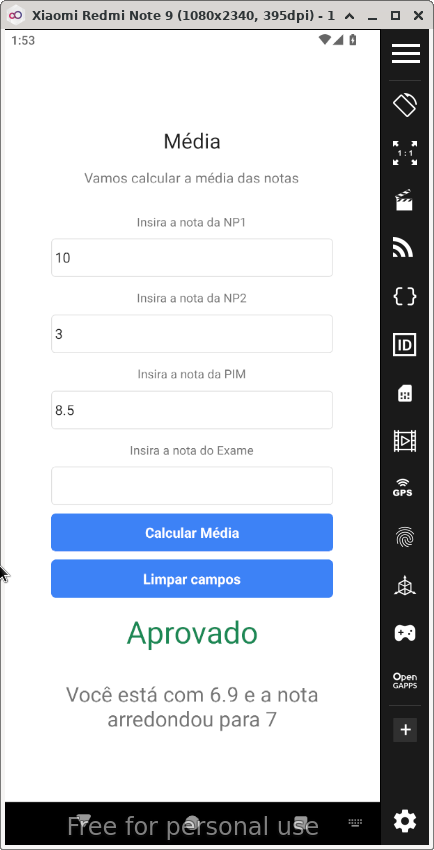 Xiaomi Redmi Note 9 (1080x2340, 395dpi) - 1
1:53
Média
Vamos calcular a média das notas
Insira a nota da NP1
10
Insira a nota da NP2
3
Insira a nota da PIM
8.5
Insira a nota do Exame
Calcular Média
Limpar campos
Aprovado
Você está com 6.9 e a nota
arredondou para 7
Free for personal use
1:1
ID
GPS
Open
GAPPS